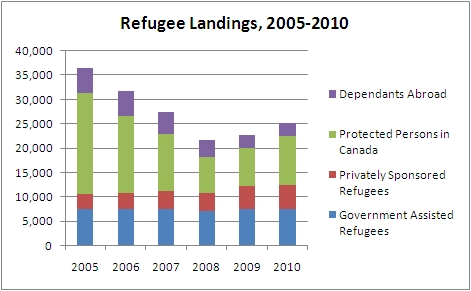 Refugee Landings, 2005-2010
40,000
35,000
30,000
25,000
20,000
15,000
10,000
5,000
0
2005 2006 2007 2008 2009 2010
Dependants Abroad
Protected Persons in
Canada
Privately Sponsored
Refugees
Government Assisted
Refugees